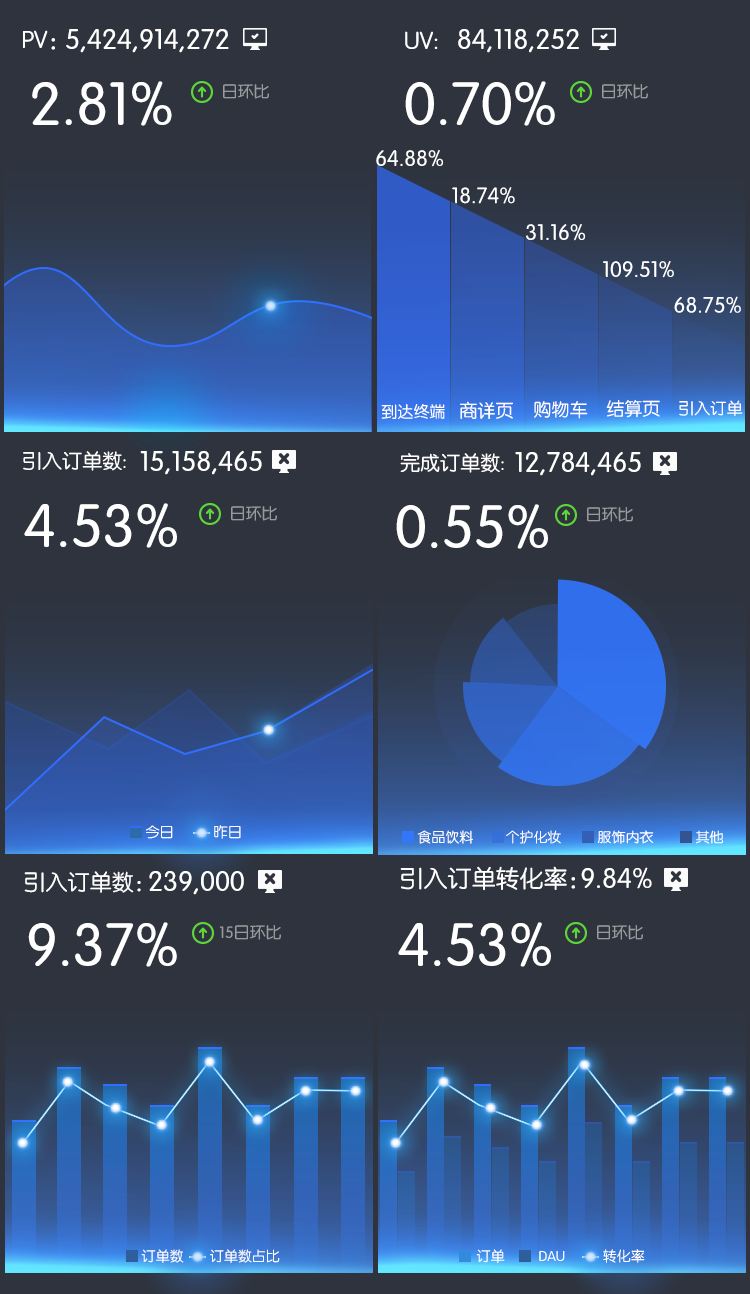 PV: 5,424,914,272
2.81% 日环比
UV: 84,118,252
0.70% 日环比
64.88%
18.74%
31.16%
109.51%
68.75%
到达终端 商详页 购物车 结算页 引入订单
引入订单数: 15,158,465
4.53% 日环比
今日 昨日
完成订单数: 12,784,465
0.55% 日环比
食品饮料 个护化妆 服饰内衣 其他
引入订单数: 239,000
9.37% 15日环比
订单数 订单数占比
引入订单转化率: 9.84%
4.53% 日环比
订单 DAU 转化率